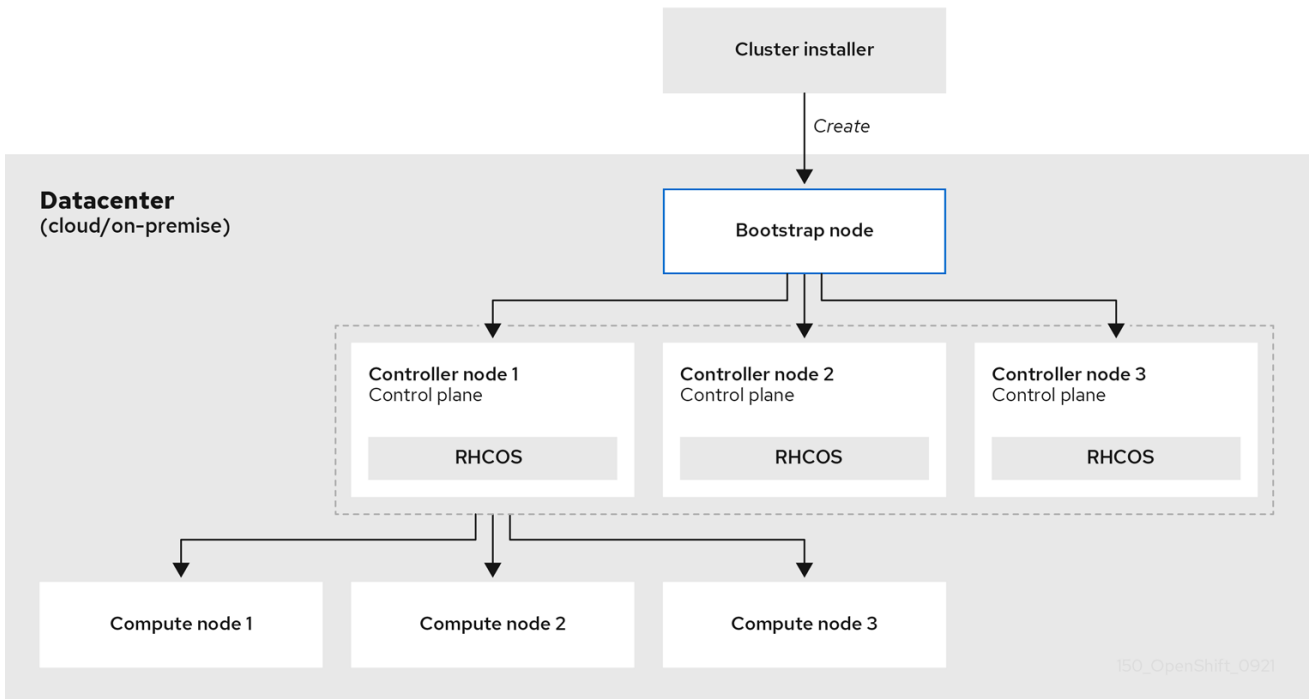 Cluster installer
Create
Datacenter
(cloud/on-premise)
Bootstrap node
Controller node 1
Control plane
RHCOS
Controller node 2
Control plane
RHCOS
Controller node 3
Control plane
RHCOS
Compute node 1
Compute node 2
Compute node 3
150_OpenShift_0921